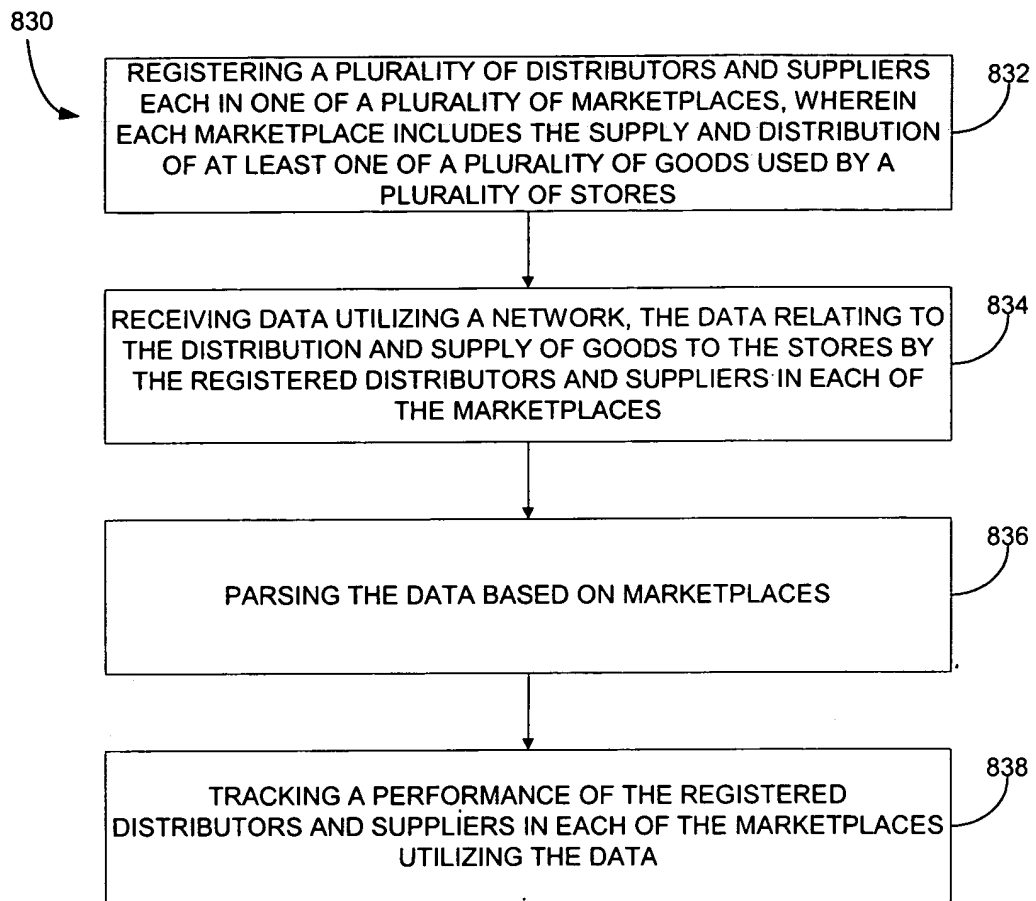 830
REGISTERING A PLURALITY OF DISTRIBUTORS AND SUPPLIERS
EACH IN ONE OF A PLURALITY OF MARKETPLACES, WHEREIN
EACH MARKETPLACE INCLUDES THE SUPPLY AND DISTRIBUTION
OF AT LEAST ONE OF A PLURALITY OF GOODS USED BY A
PLURALITY OF STORES
832
RECEIVING DATA UTILIZING A NETWORK, THE DATA RELATING TO
THE DISTRIBUTION AND SUPPLY OF GOODS TO THE STORES BY
THE REGISTERED DISTRIBUTORS AND SUPPLIERS IN EACH OF
THE MARKETPLACES
834
PARSING THE DATA BASED ON MARKETPLACES
836
TRACKING A PERFORMANCE OF THE REGISTERED
DISTRIBUTORS AND SUPPLIERS IN EACH OF THE MARKETPLACES
UTILIZING THE DATA
838